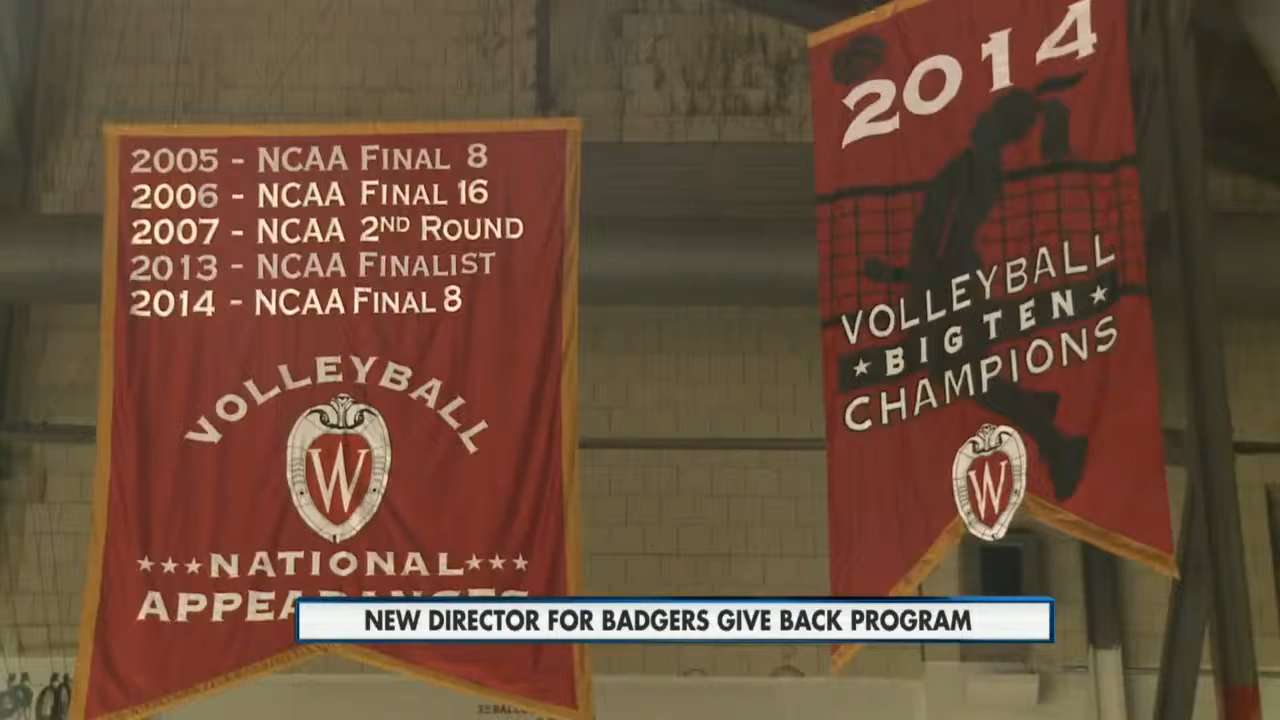 2005 - NCAA FINAL 8
2006 - NCAA FINAL 16
2007 - NCAA 2ND ROUND
2013 - NCAA FINALIST
2014 - NCAA FINAL 8
VOLLEYBALL
W
★★★NATIONAL★★★
2014
VOLLEYBALL
★BIG TEN★
CHAMPIONS
W
NEW DIRECTOR FOR BADGERS GIVE BACK PROGRAM